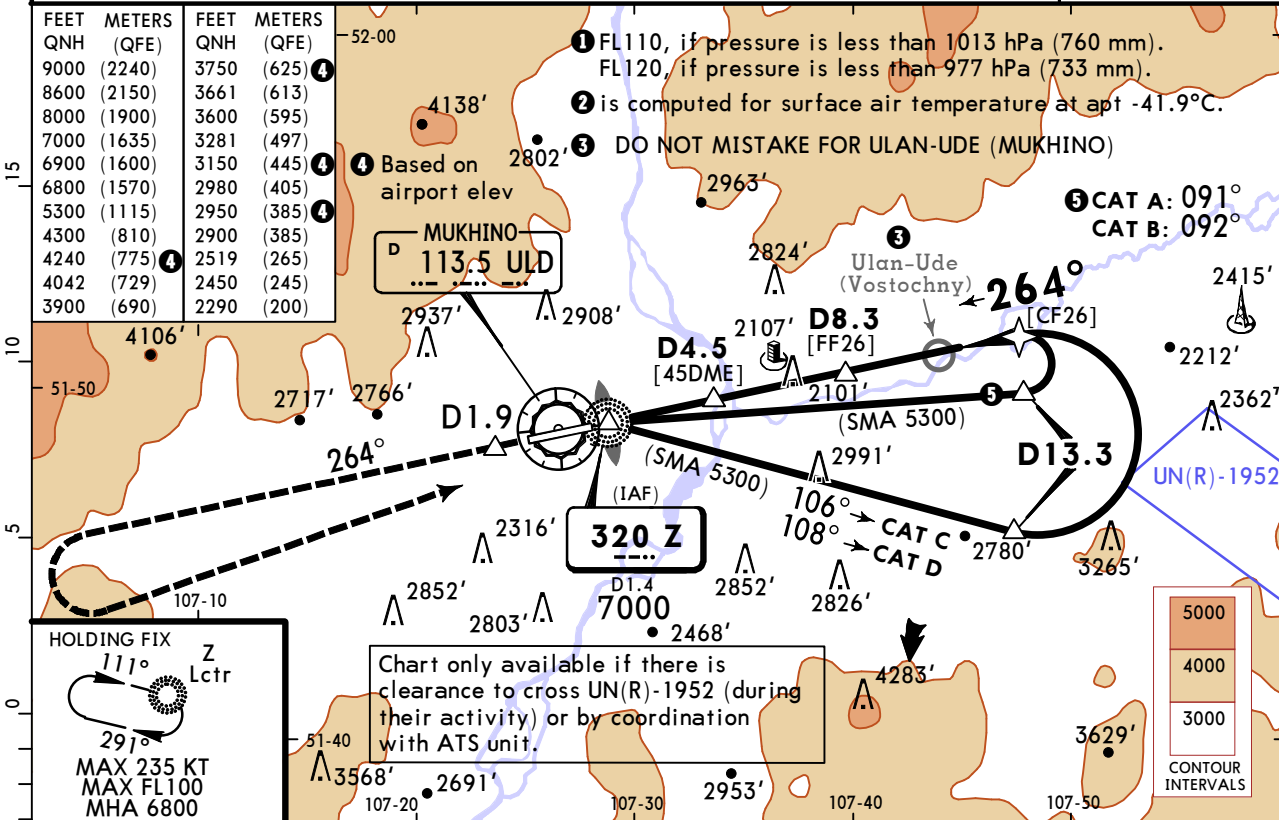 FEET METERS FEET METERS
QNH (QFE) QNH (QFE)
9000 (2240) 3750 (625) 4
8600 (2150) 3661 (613)
8000 (1900) 3600 (595)
7000 (1635) 3281 (497)
6900 (1600) 3150 (445) 4
6800 (1570) 2980 (405)
5300 (1115) 2950 (385) 4
4300 (810) 2900 (385)
4240 (775) 4 2519 (265)
4042 (729) 2450 (245)
3900 (690) 2290 (200)
52-00
1 FL110, if pressure is less than 1013 hPa (760 mm).
FL120, if pressure is less than 977 hPa (733 mm).
2 is computed for surface air temperature at apt -41.9°C.
3 DO NOT MISTAKE FOR ULAN-UDE (MUKHINO)
4138'
2802'
4 Based on
airport elev
2963'
5 CAT A: 091°
CAT B: 092°
15
MUKHINO
D 113.5 ULD
2824'
3
Ulan-Ude
(Vostochny)
264°
[CF26]
2415'
2937'
2908'
2107'
D8.3
[FF26]
4106'
D4.5
[45DME]
2212'
10
51-50
2717'
2766'
D1.9
2101'
5
(SMA 5300)
2362'
264°
(SMA 5300)
2991'
D13.3
UN(R)-1952
(IAF)
320 Z
D1.4
7000
106° CAT C
108° CAT D
2780'
5
2316'
3265'
2852'
2803'
2852'
2826'
107-10
2468'
HOLDING FIX
111°
Z
Lctr
291°
MAX 235 KT
MAX FL100
MHA 6800
Chart only available if there is
clearance to cross UN(R)-1952 (during
their activity) or by coordination
with ATS unit.
4283'
5000
4000
3000
CONTOUR
INTERVALS
0
51-40
3568'
2691'
2953'
3629'
107-20
107-30
107-40
107-50